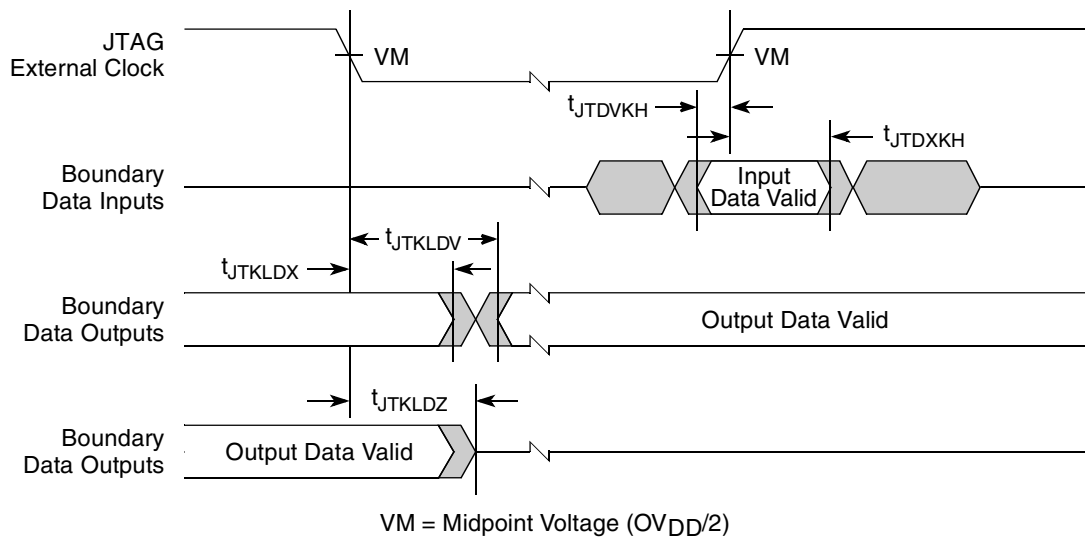 JTAG
External Clock
VM
VM
tJTDVKH
tJTDXKH
Boundary
Data Inputs
Input
Data Valid
tJTKLDV
tJTKLDX
Boundary
Data Outputs
Output Data Valid
tJTKLDZ
Boundary
Data Outputs
Output Data Valid
VM = Midpoint Voltage (OVDD/2)